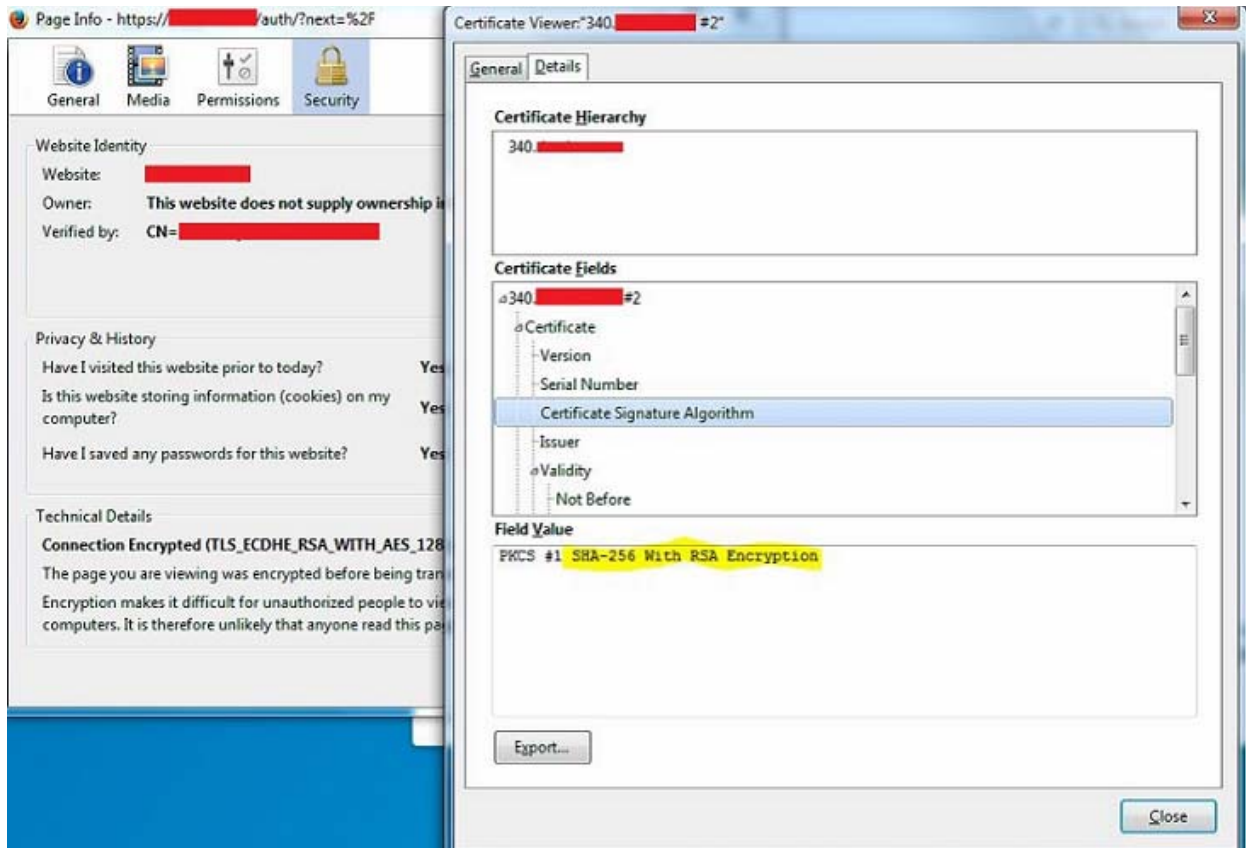 Page Info - https:// /auth/?next=%2F
General Media Permissions Security
Website Identity
Website:
Owner: This website does not supply ownership
Verified by: CN=
Privacy & History
Have I visited this website prior to today? Yes
Is this website storing information (cookies) on my
computer? Yes
Have I saved any passwords for this website? Yes
Technical Details
Connection Encrypted (TLS_ECDHE_RSA_WITH_AES_128
The page you are viewing was encrypted before being
Encryption makes it difficult for unauthorized people to
computers. It is therefore unlikely that anyone read this
Certificate Viewer:"340. #2"
General Details
Certificate Hierarchy
340.
Certificate Fields
340. #2
Certificate
Version
Serial Number
Certificate Signature Algorithm
Issuer
Validity
Not Before
Field Value
PKCS #1 SHA-256 With RSA Encryption
Export...
Close